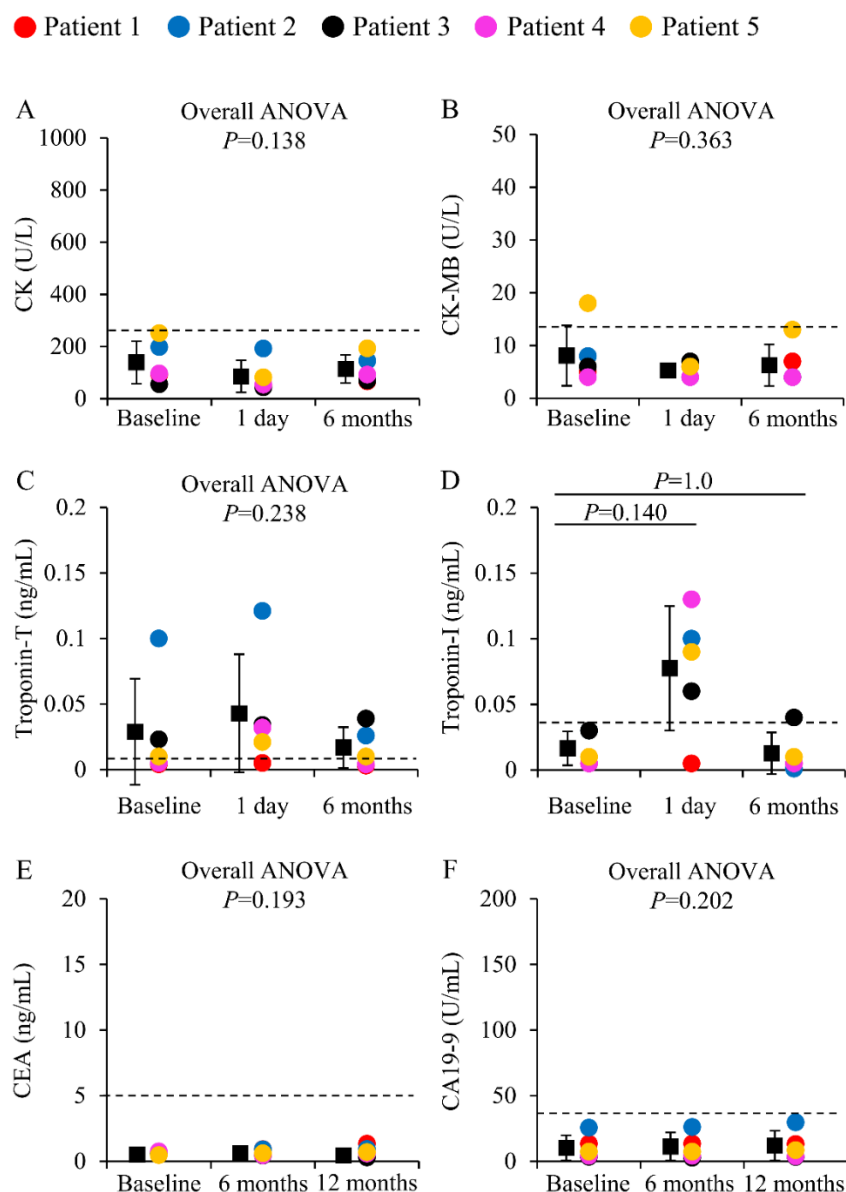 Patient 1 Patient 2 Patient 3 Patient 4 Patient 5
A
Overall ANOVA
P=0.138
CK (U/L)
1000
800
600
400
200
0
Baseline 1 day 6 months
B
Overall ANOVA
P=0.363
CK-MB (U/L)
50
40
30
20
10
0
Baseline 1 day 6 months
C
Overall ANOVA
P=0.238
Troponin-T (ng/mL)
0.2
0.15
0.1
0.05
0
Baseline 1 day 6 months
D
P=1.0
P=0.140
Troponin-I (ng/mL)
0.2
0.15
0.1
0.05
0
Baseline 1 day 6 months
E
Overall ANOVA
P=0.193
CEA (ng/mL)
20
15
10
5
0
Baseline 6 months 12 months
F
Overall ANOVA
P=0.202
CA19-9 (U/mL)
200
150
100
50
0
Baseline 6 months 12 months